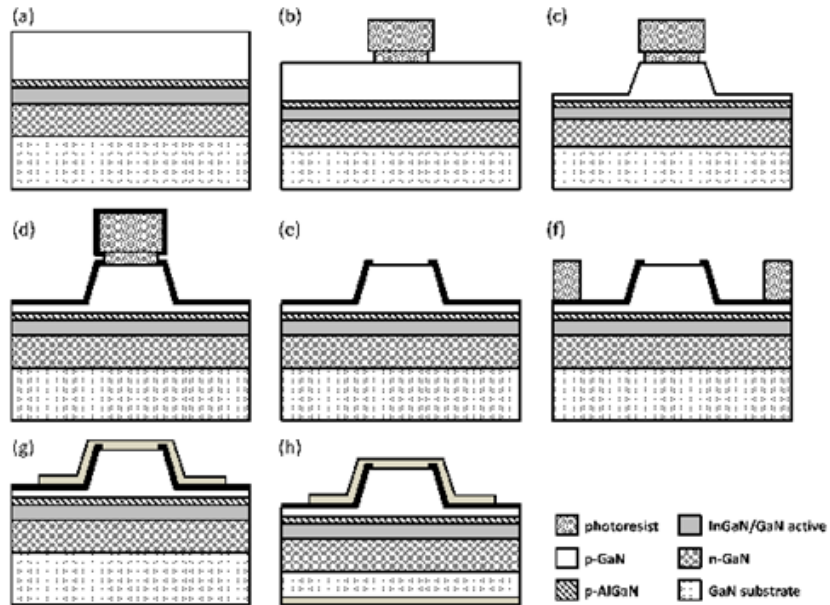 (a)
(b)
(c)
(d)
(e)
(f)
(g)
(h)
photoresist
InGaN/GaN active
p-GaN
n-GaN
p-AlGaN
GaN substrate